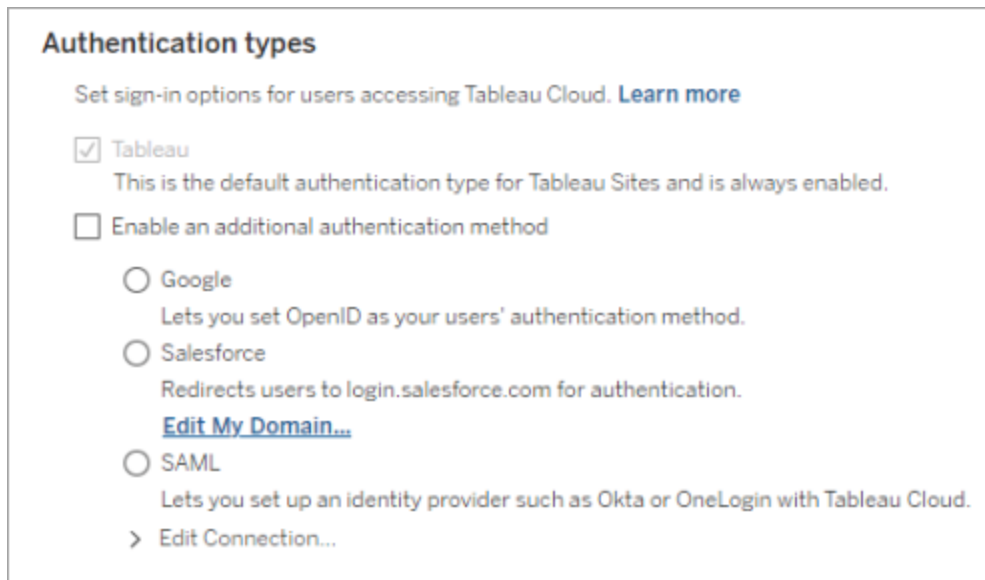 Authentication types
Set sign-in options for users accessing Tableau Cloud. Learn more
Tableau
This is the default authentication type for Tableau Sites and is always enabled.
Enable an additional authentication method
Google
Lets you set OpenID as your users' authentication method.
Salesforce
Redirects users to login.salesforce.com for authentication.
Edit My Domain...
SAML
Lets you set up an identity provider such as Okta or OneLogin with Tableau Cloud.
Edit Connection...